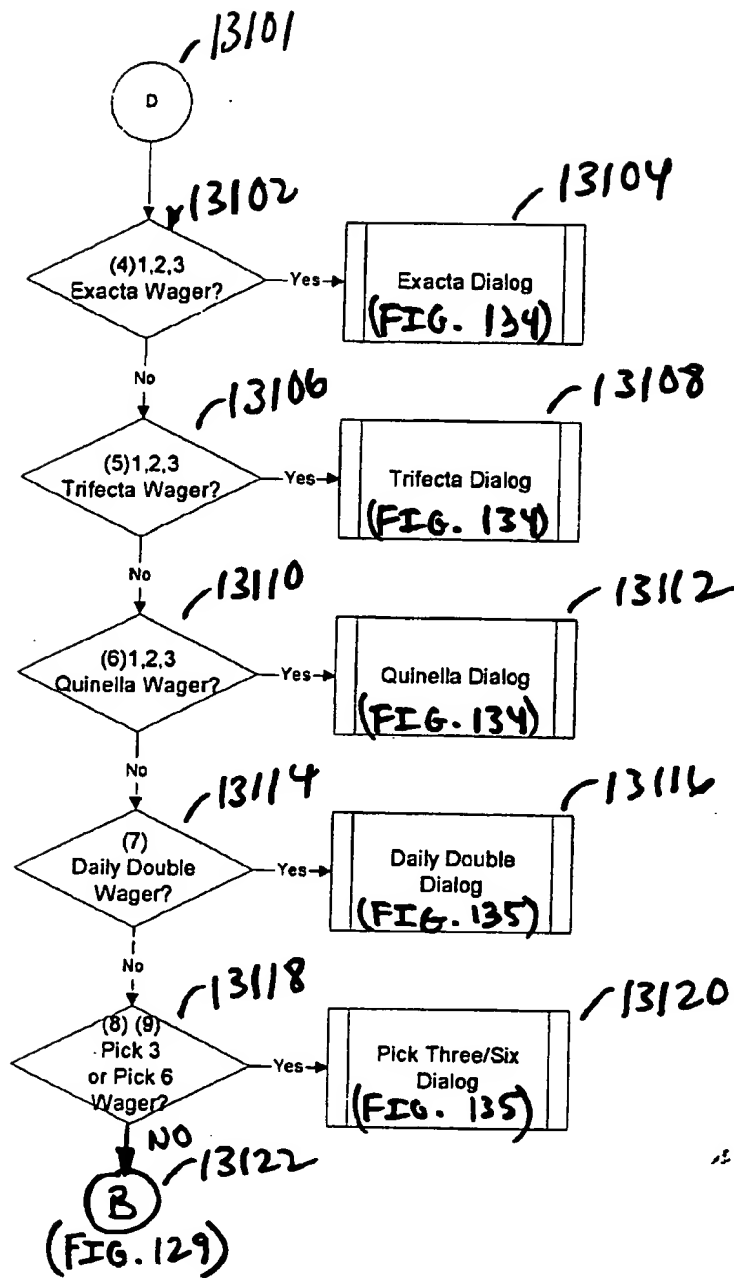 13101
D
13102
(4)1,2,3
Exacta Wager?
Yes
13104
Exacta Dialog
(FIG. 134)
No
13106
(5)1,2,3
Trifecta Wager?
Yes
13108
Trifecta Dialog
(FIG. 134)
No
13110
(6)1,2,3
Quinella Wager?
Yes
13112
Quinella Dialog
(FIG. 134)
No
13114
(7)
Daily Double
Wager?
Yes
13116
Daily Double
Dialog
(FIG. 135)
No
13118
(8) (9)
Pick 3
or Pick 6
Wager?
Yes
13120
Pick Three/Six
Dialog
(FIG. 135)
NO
13122
B
(FIG. 129)